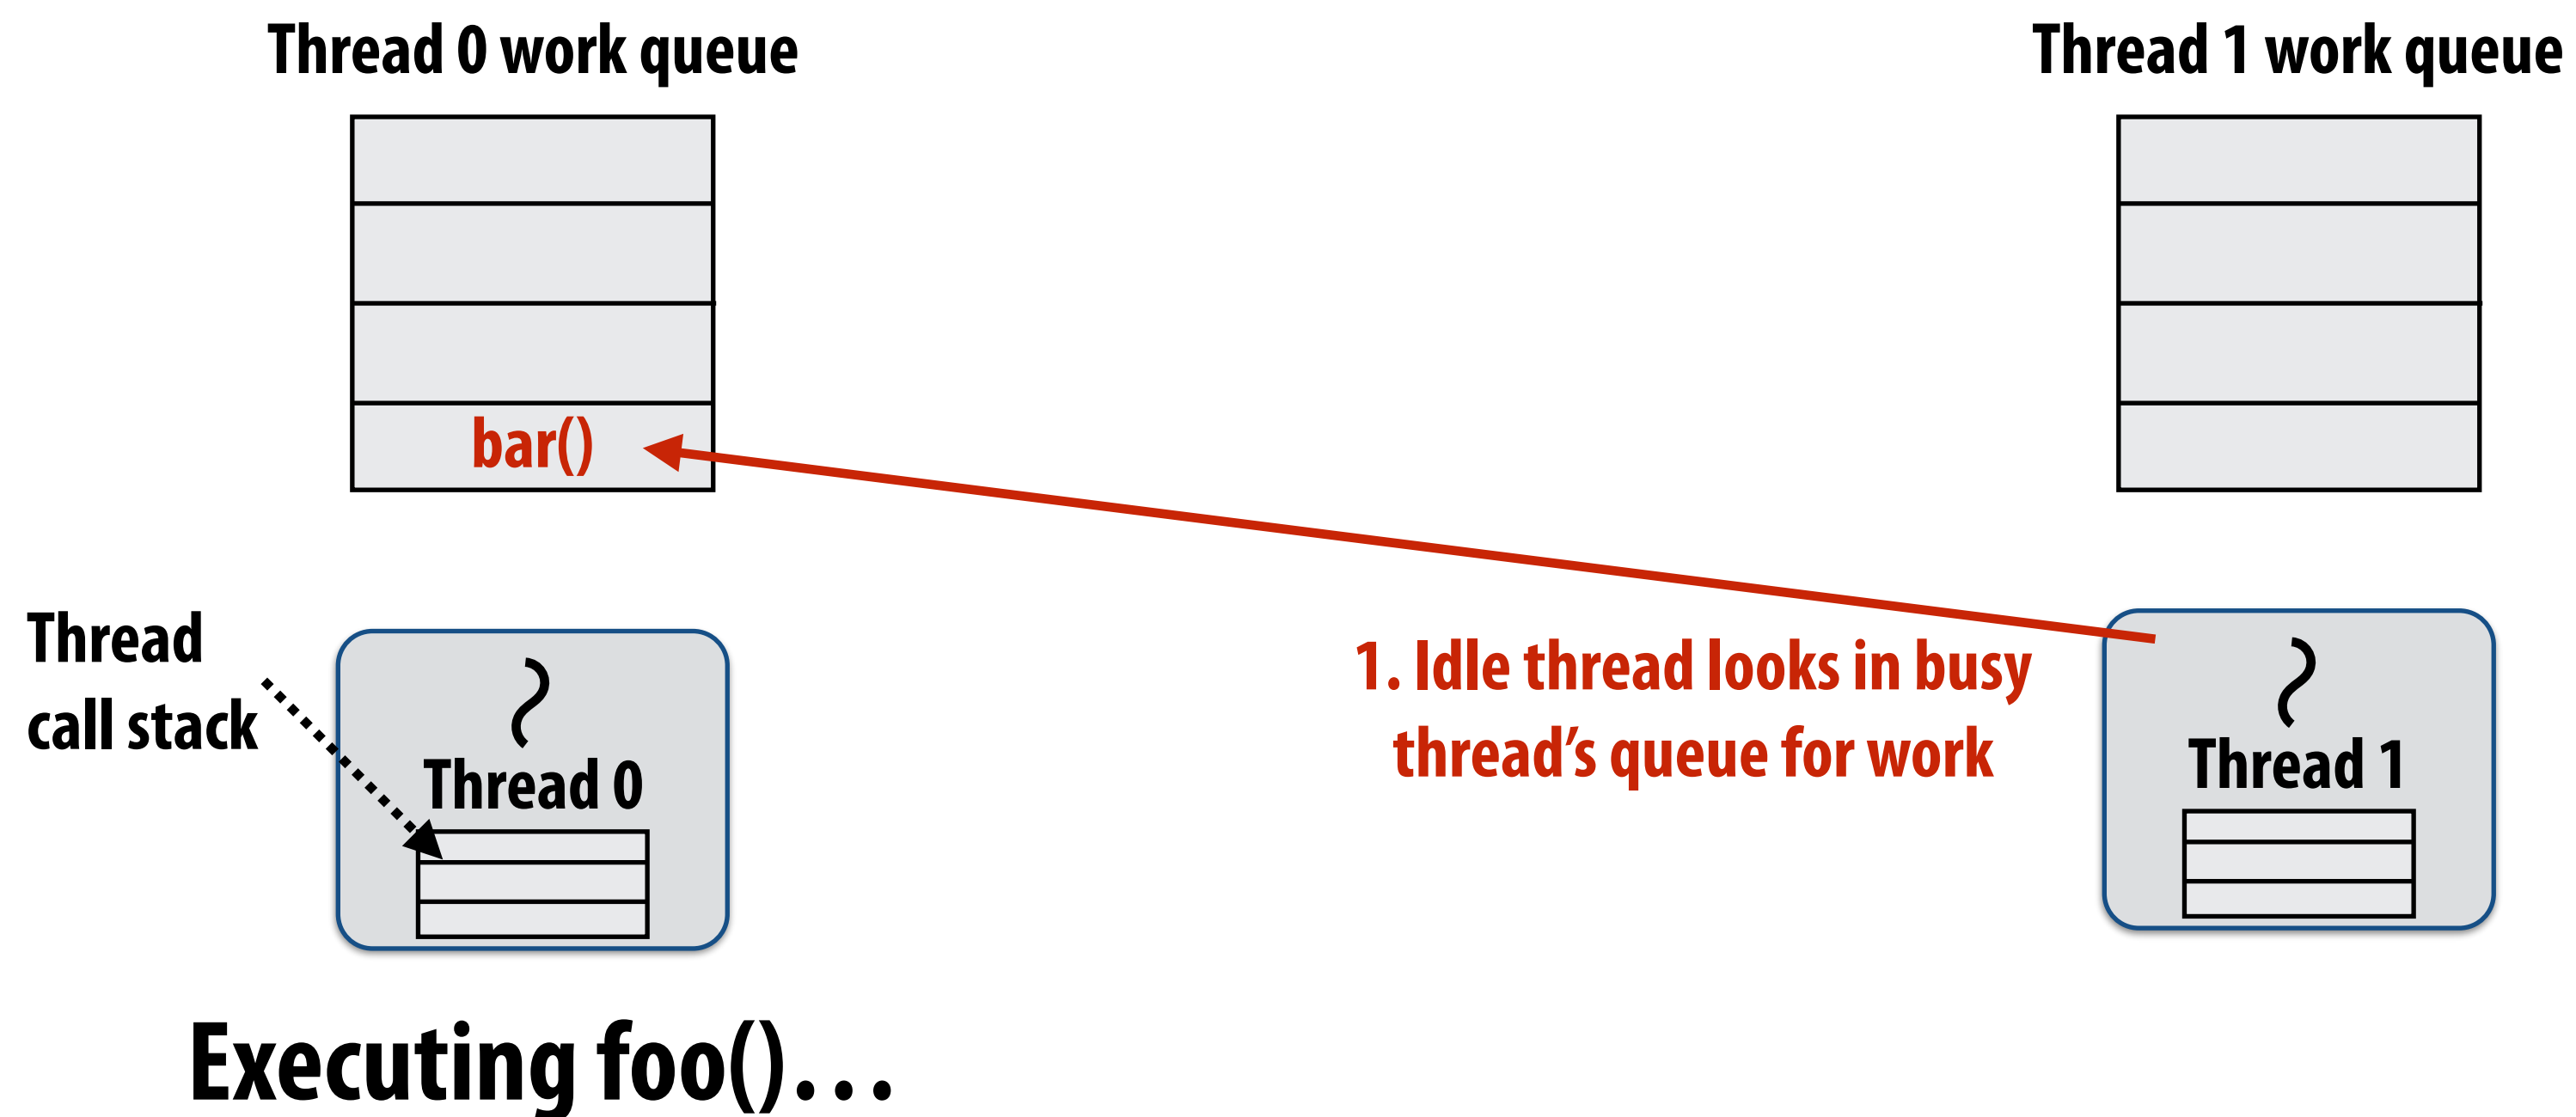 Thread 0 work queue
Thread 1 work queue
bar()
Thread
call stack
Thread 0
1. Idle thread looks in busy
thread’s queue for work
Thread 1
Executing foo()…